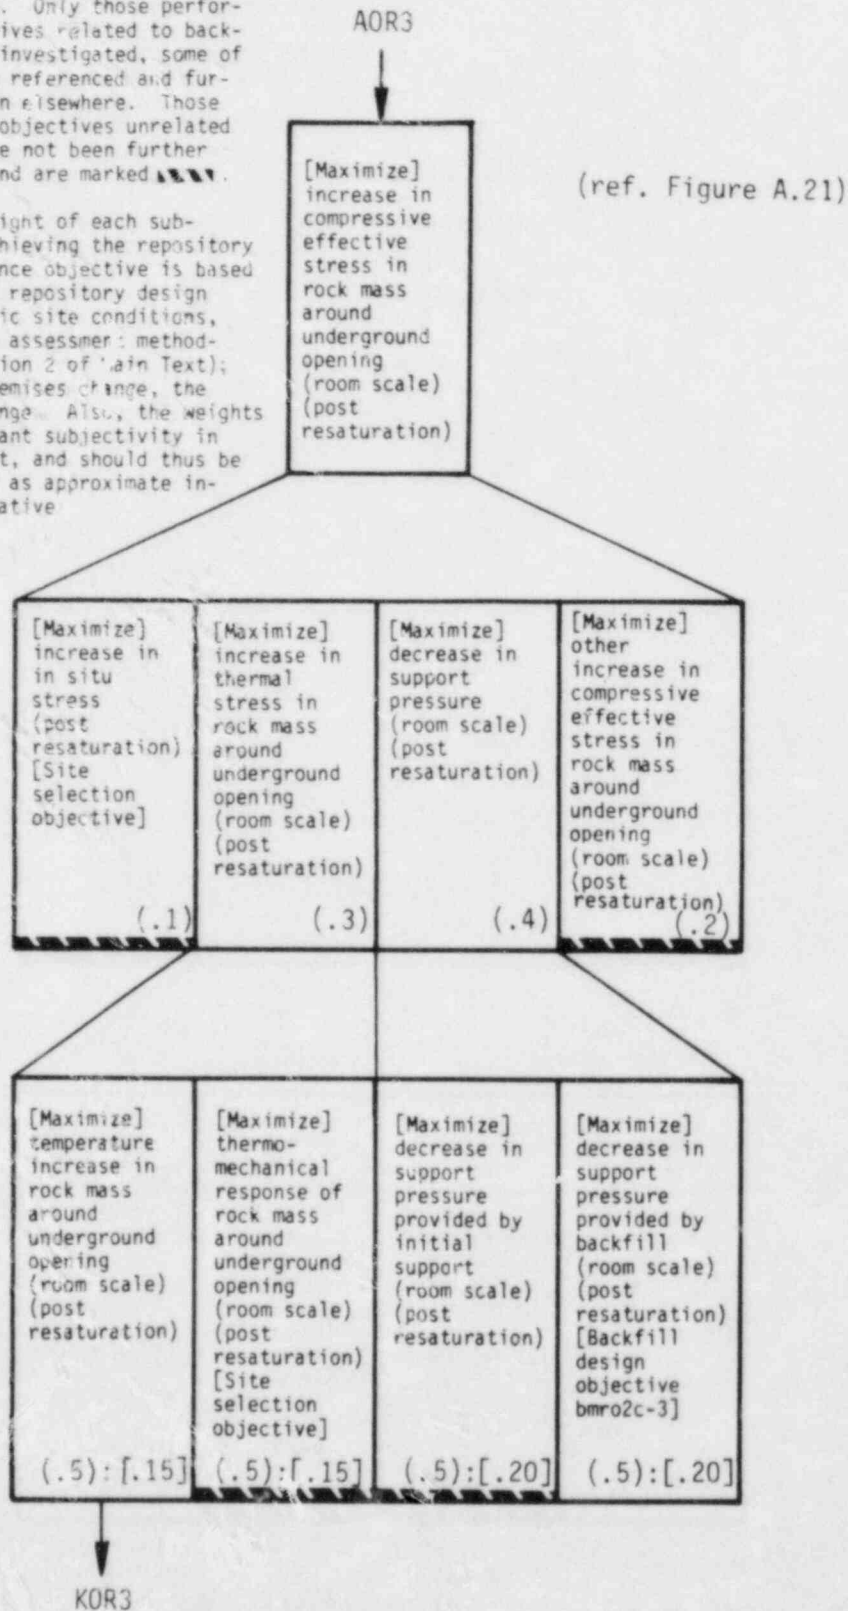 . Only those perfor-
tives related to back-
investigated, some of
referenced and fur-
n elsewhere. Those
objectives unrelated
e not been further
nd are marked
.
ight of each sub-
hieving the repository
nce objective is based
repository design
ic site conditions,
assessment method-
ion 2 of Main Text);
emises change, the
nge. Also, the weights
ant subjectivity in
t, and should thus be
as approximate in-
ative
AOR3
(ref. Figure A.21)
[Maximize]
increase in
compressive
effective
stress in
rock mass
around
underground
opening
(room scale)
(post
resaturation)
[Maximize]
increase in
in situ
stress
(post
resaturation)
[Site
selection
objective]
(.1)
[Maximize]
increase in
thermal
stress in
rock mass
around
underground
opening
(room scale)
(post
resaturation)
(.3)
[Maximize]
decrease in
support
pressure
(room scale)
(post
resaturation)
(.4)
[Maximize]
other
increase in
compressive
effective
stress in
rock mass
around
underground
opening
(room scale)
(post
resaturation)
(.2)
[Maximize]
temperature
increase in
rock mass
around
underground
opening
(room scale)
(post
resaturation)
(.5):[.15]
[Maximize]
thermo-
mechanical
response of
rock mass
around
underground
opening
(room scale)
(post
resaturation)
[Site
selection
objective]
(.5):[.15]
[Maximize]
decrease in
support
pressure
provided by
initial
support
(room scale)
(post
resaturation)
(.5):[.20]
[Maximize]
decrease in
support
pressure
provided by
backfill
(room scale)
(post
resaturation)
[Backfill
design
objective
bmro2c-3]
(.5):[.20]
KOR3